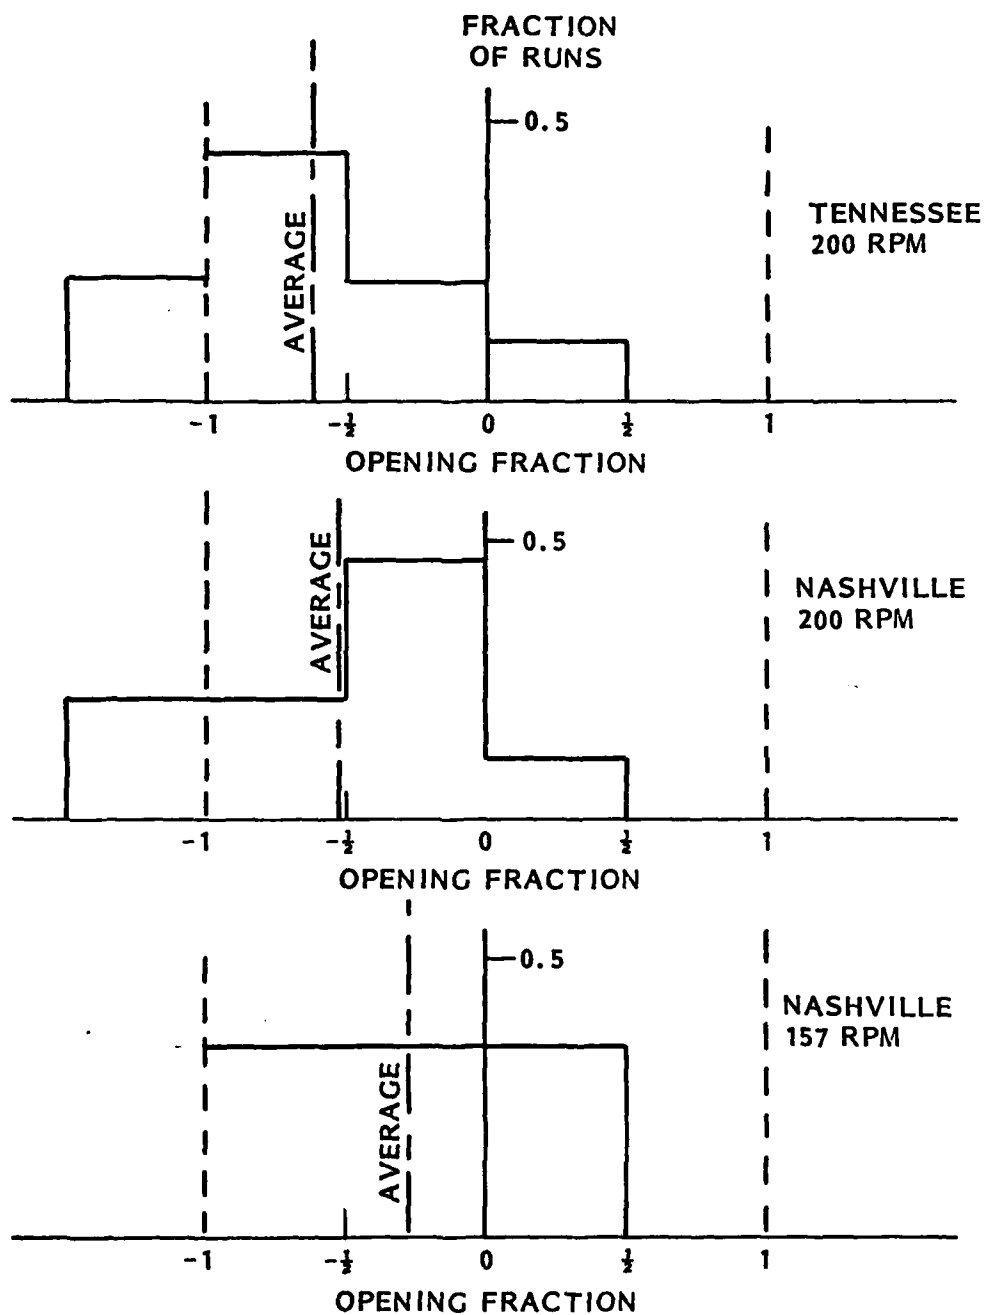 FRACTION
OF RUNS
0.5
TENNESSEE
200 RPM
AVERAGE
-1 -½ 0 ½ 1
OPENING FRACTION
0.5
AVERAGE
NASHVILLE
200 RPM
-1 -½ 0 ½ 1
OPENING FRACTION
0.5
NASHVILLE
157 RPM
AVERAGE
-1 -½ 0 ½ 1
OPENING FRACTION